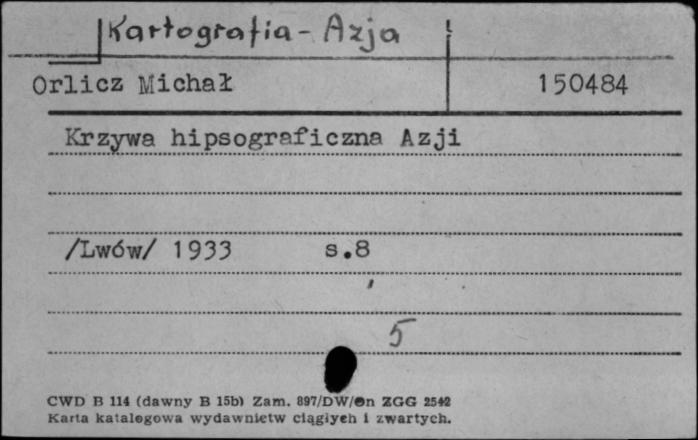 Kartografia - Azja
Orlicz Michał 150484
Krzywa hipsograficzna Azji
/Lwów/ 1933 s.8
5
CWD B 114 (dawny B 15b) Zam. 897/DW/en ZGG 2542
Karta katalogowa wydawnictw ciągłych i zwartych.